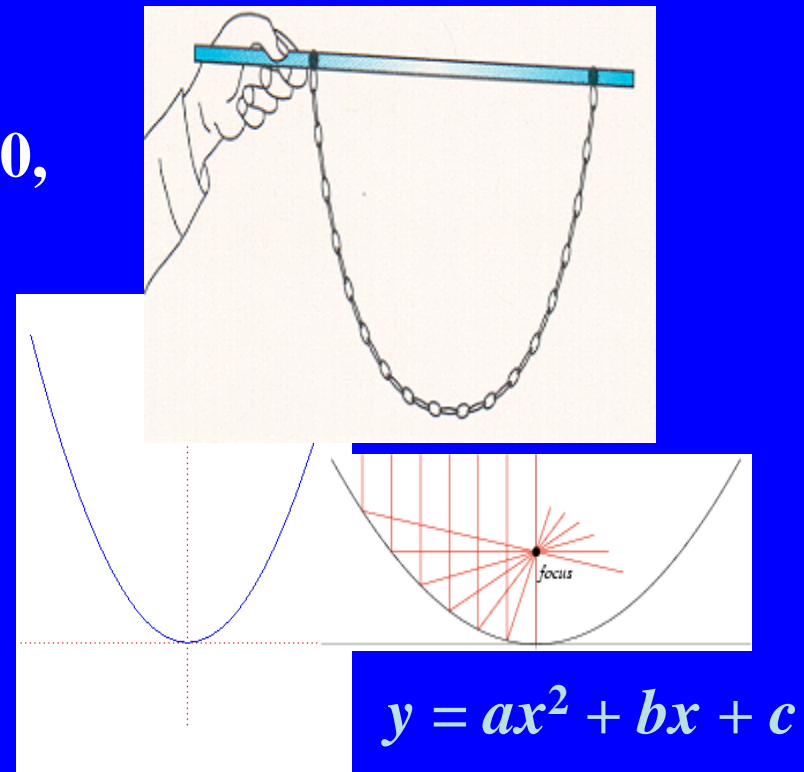 0,
focus
y = ax² + bx + c